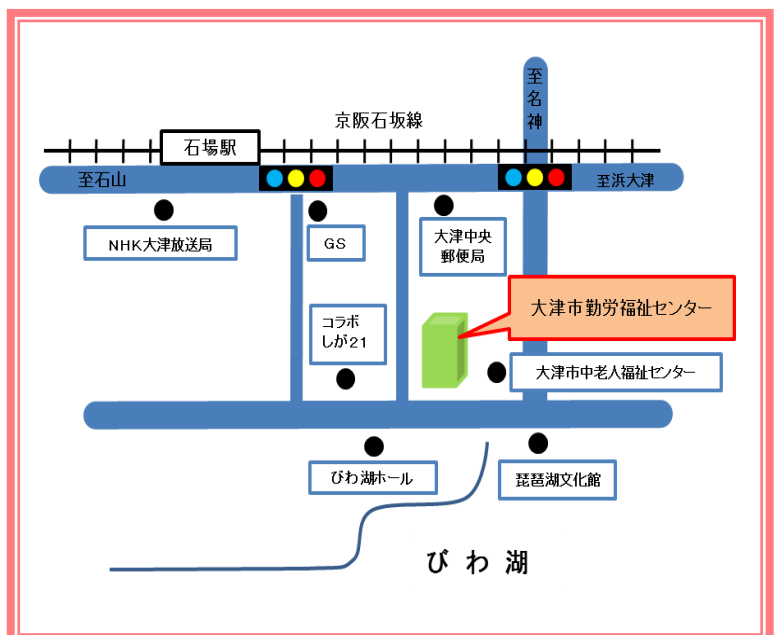 至名神
京阪石坂線
石場駅
至石山
至浜大津
NHK大津放送局
GS
大津中央
郵便局
大津市勤労福祉センター
コラボ
しが21
大津市中老人福祉センター
びわ湖ホール
琵琶湖文化館
びわ湖